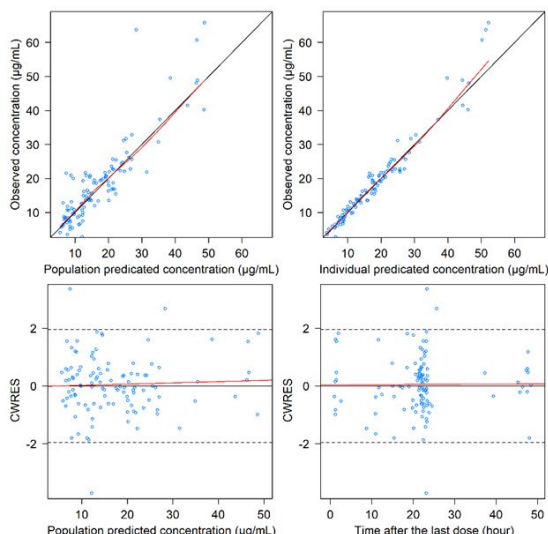 Observed concentration (µg/mL)
60
50
40
30
20
10
10 20 30 40 50 60
Population predicated concentration (µg/mL)
Observed concentration (µg/mL)
60
50
40
30
20
10
10 20 30 40 50 60
Individual predicated concentration (µg/mL)
CWRES
2
0
-2
10 20 30 40 50
Population predicted concentration (µg/mL)
CWRES
2
0
-2
0 10 20 30 40 50
Time after the last dose (hour)